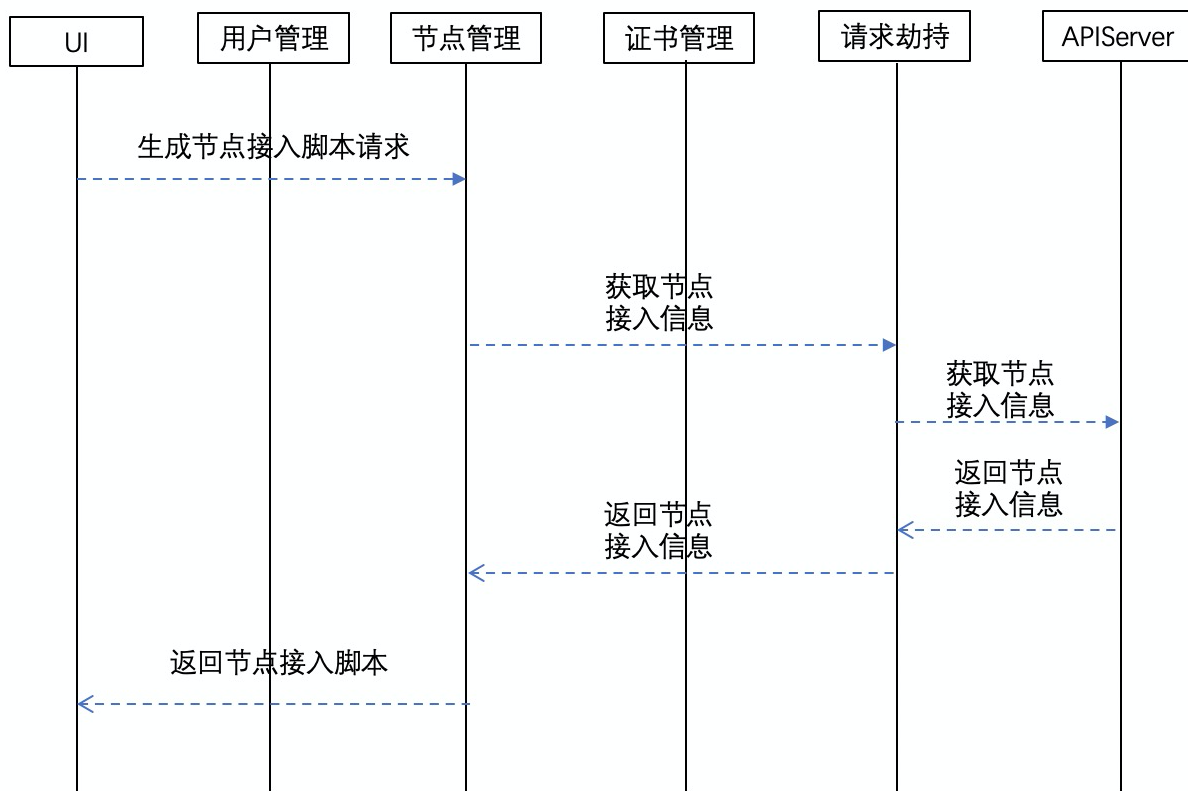 UI
用户管理
节点管理
证书管理
请求劫持
APIServer
生成节点接入脚本请求
获取节点
接入信息
获取节点
接入信息
返回节点
接入信息
返回节点
接入信息
返回节点接入脚本